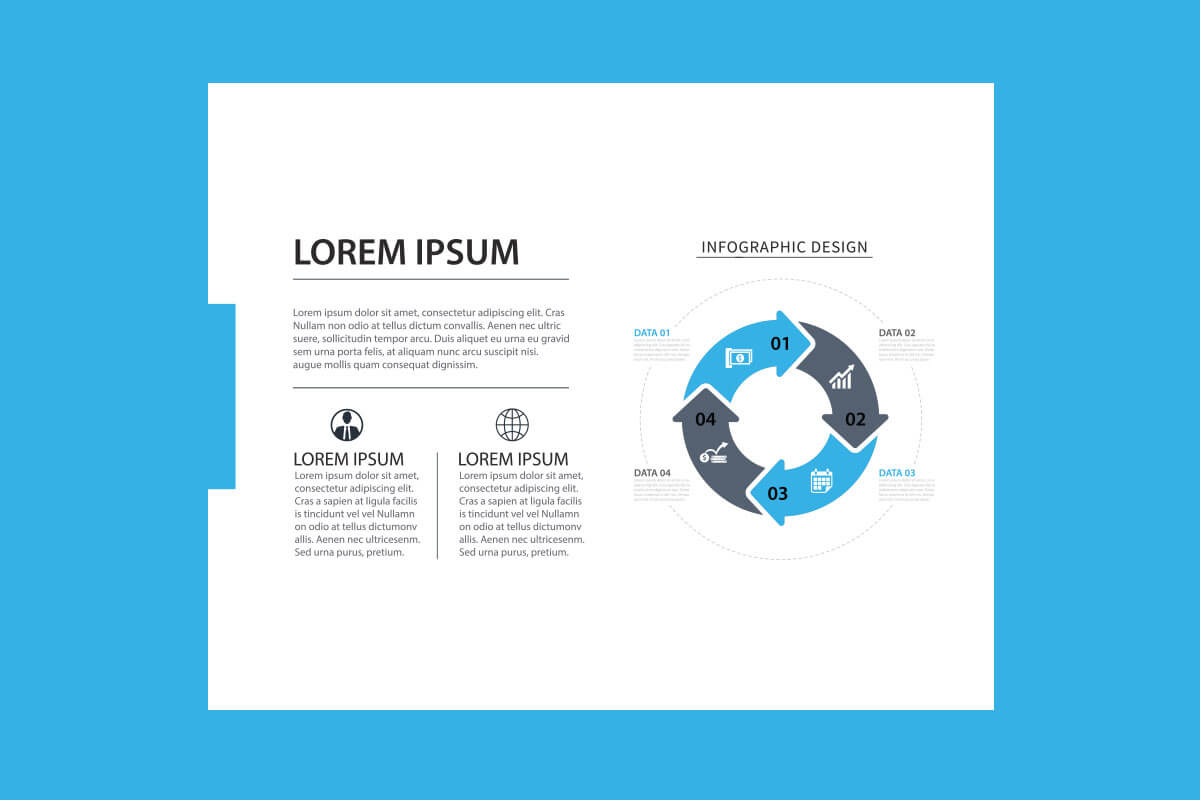 LOREM IPSUM
Lorem ipsum dolor sit amet, consectetur adipiscing elit. Cras
Nullam non odio at tellus dictum convallis. Aenen nec ultric
suere, sollicitudin tempor arcu. Duis aliquet eu urna eu gravid
sem urna porta felis, at aliquam arcu suscipit nisi.
augue mollis quam consequat dignissim.
LOREM IPSUM
Lorem ipsum dolor sit amet,
consectetur adipiscing elit.
Cras a sapien at ligula facilis
is tincidunt vel vel Nullamn
on odio at tellus dictumonv
allis. Aenen nec ultricesenm.
Sed urna purus, pretium.
LOREM IPSUM
Lorem ipsum dolor sit amet,
consectetur adipiscing elit.
Cras a sapien at ligula facilis
is tincidunt vel vel Nullamn
on odio at tellus dictumonv
allis. Aenen nec ultricesenm.
Sed urna purus, pretium.
INFOGRAPHIC DESIGN
DATA 01
01
DATA 02
02
DATA 03
03
DATA 04
04